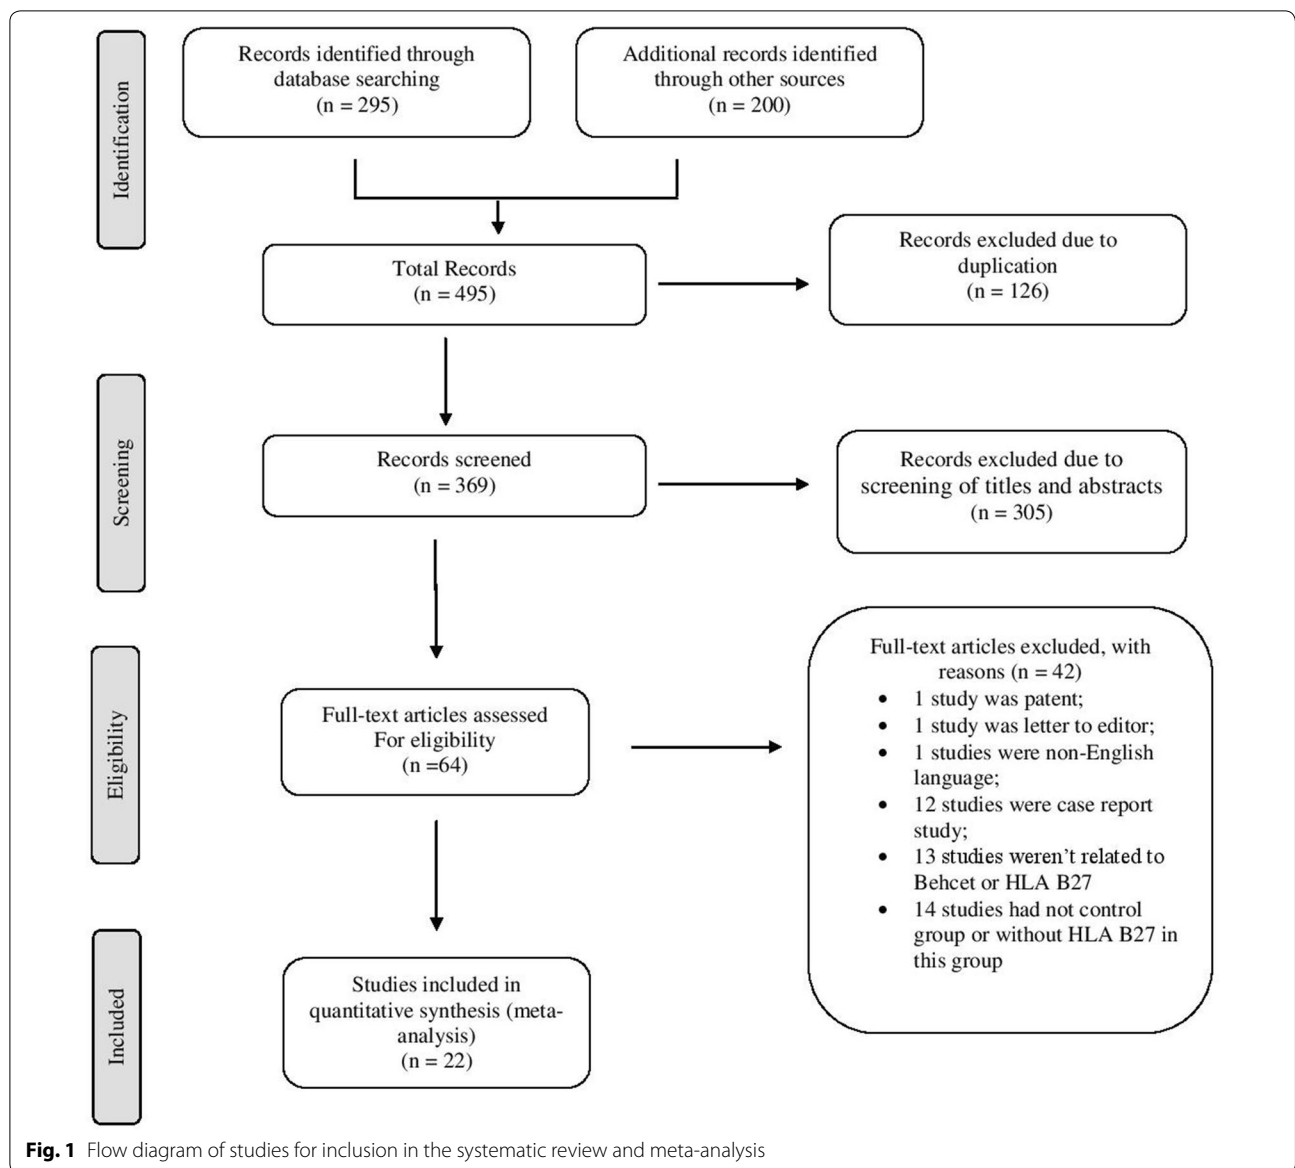 Identification
Records identified through
database searching
(n = 295)
Additional records identified
through other sources
(n = 200)
Total Records
(n = 495)
Records excluded due to
duplication
(n = 126)
Screening
Records screened
(n = 369)
Records excluded due to
screening of titles and abstracts
(n = 305)
Eligibility
Full-text articles assessed
For eligibility
(n =64)
Full-text articles excluded, with
reasons (n = 42)
• 1 study was patent;
• 1 study was letter to editor;
• 1 studies were non-English
language;
• 12 studies were case report
study;
• 13 studies weren't related to
Behcet or HLA B27
• 14 studies had not control
group or without HLA B27 in
this group
Included
Studies included in
quantitative synthesis (meta-
analysis)
(n = 22)
Fig. 1 Flow diagram of studies for inclusion in the systematic review and meta-analysis